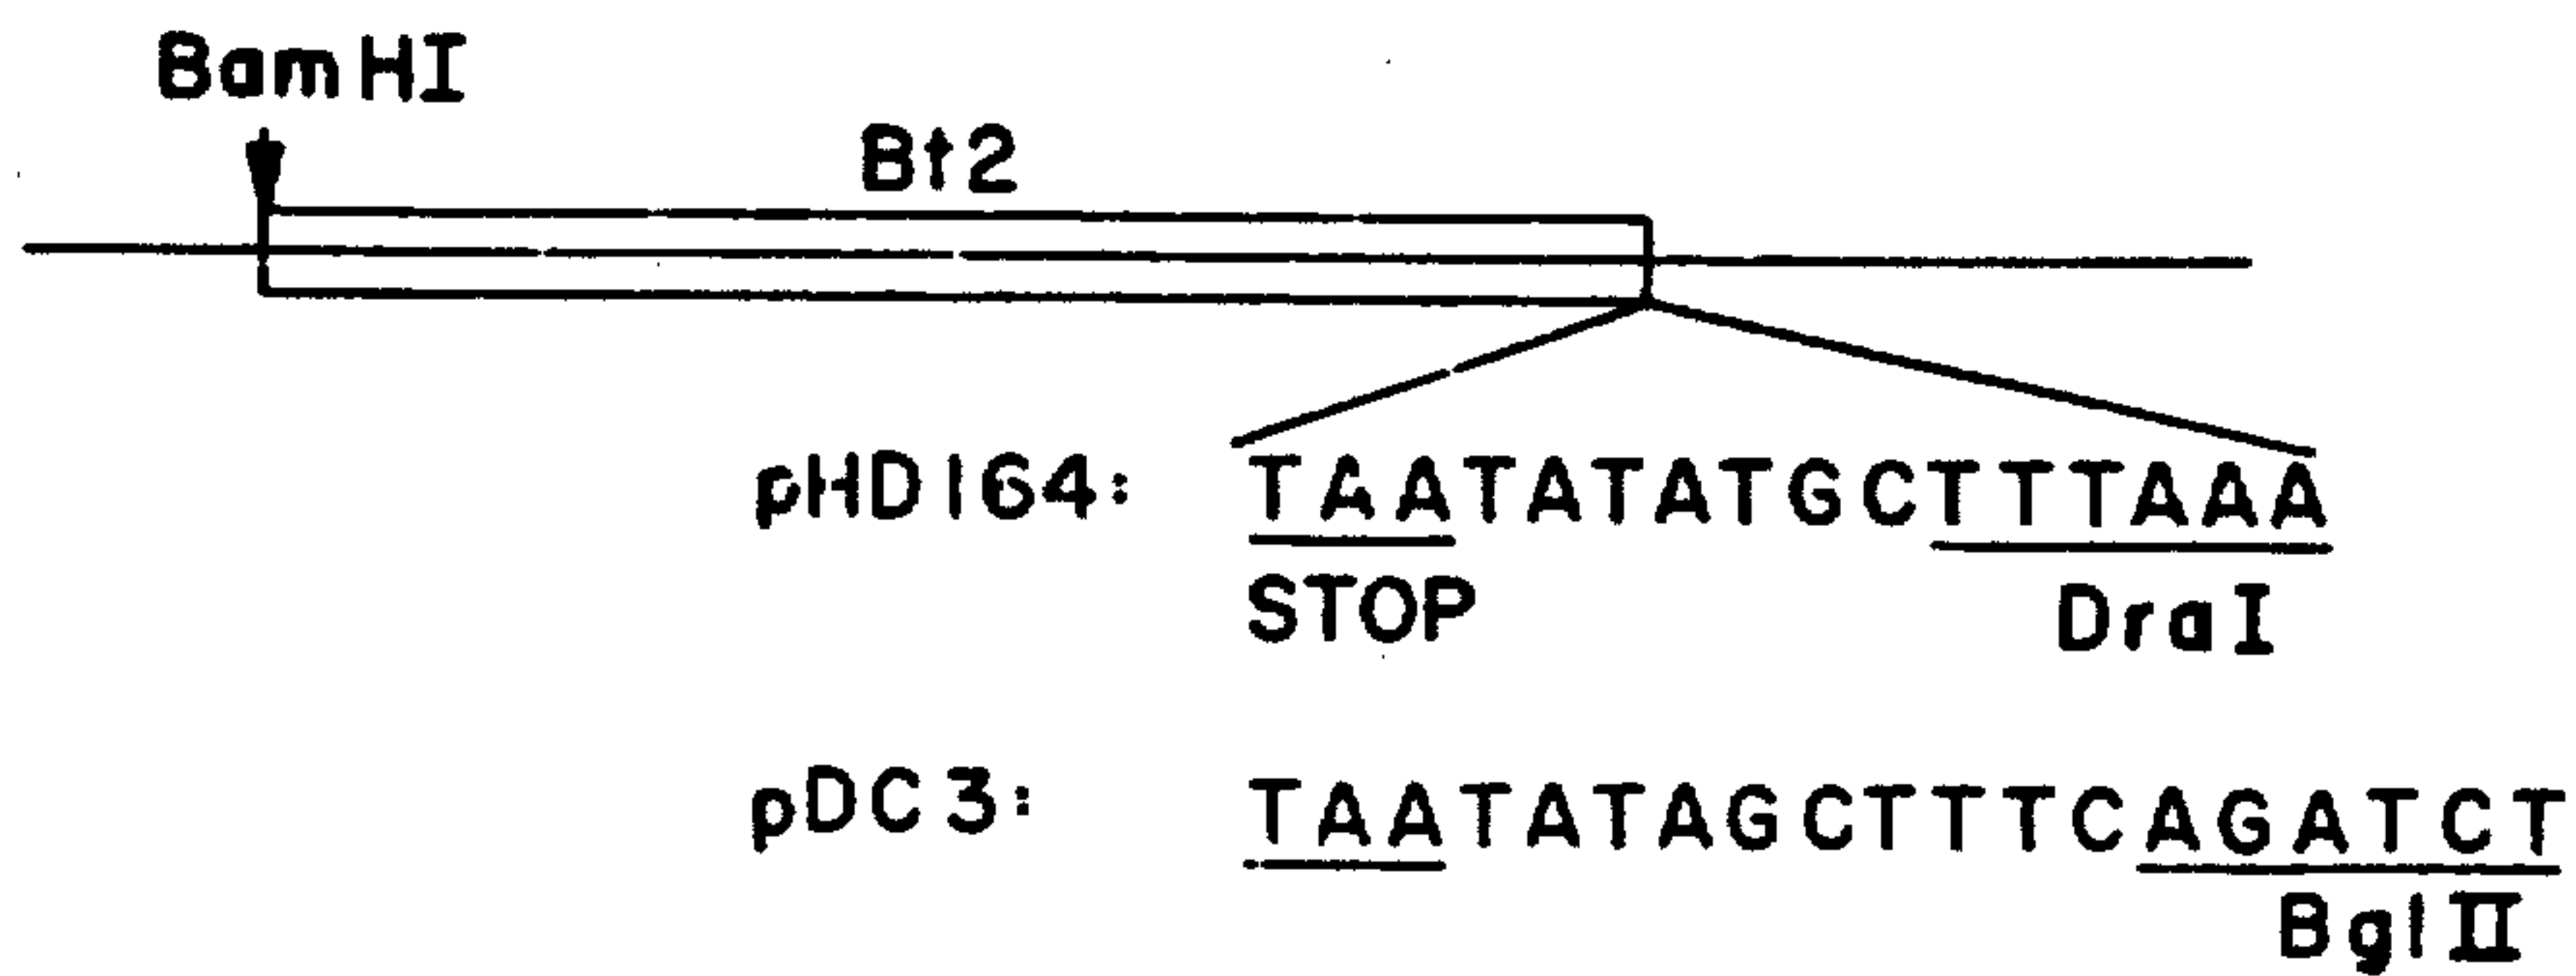 BamHI
Bt2
pHD164: TAATATATGCTTTAAA
STOP
DraI
pDC3: TAATATAGCTTTCAGATCT
BglII